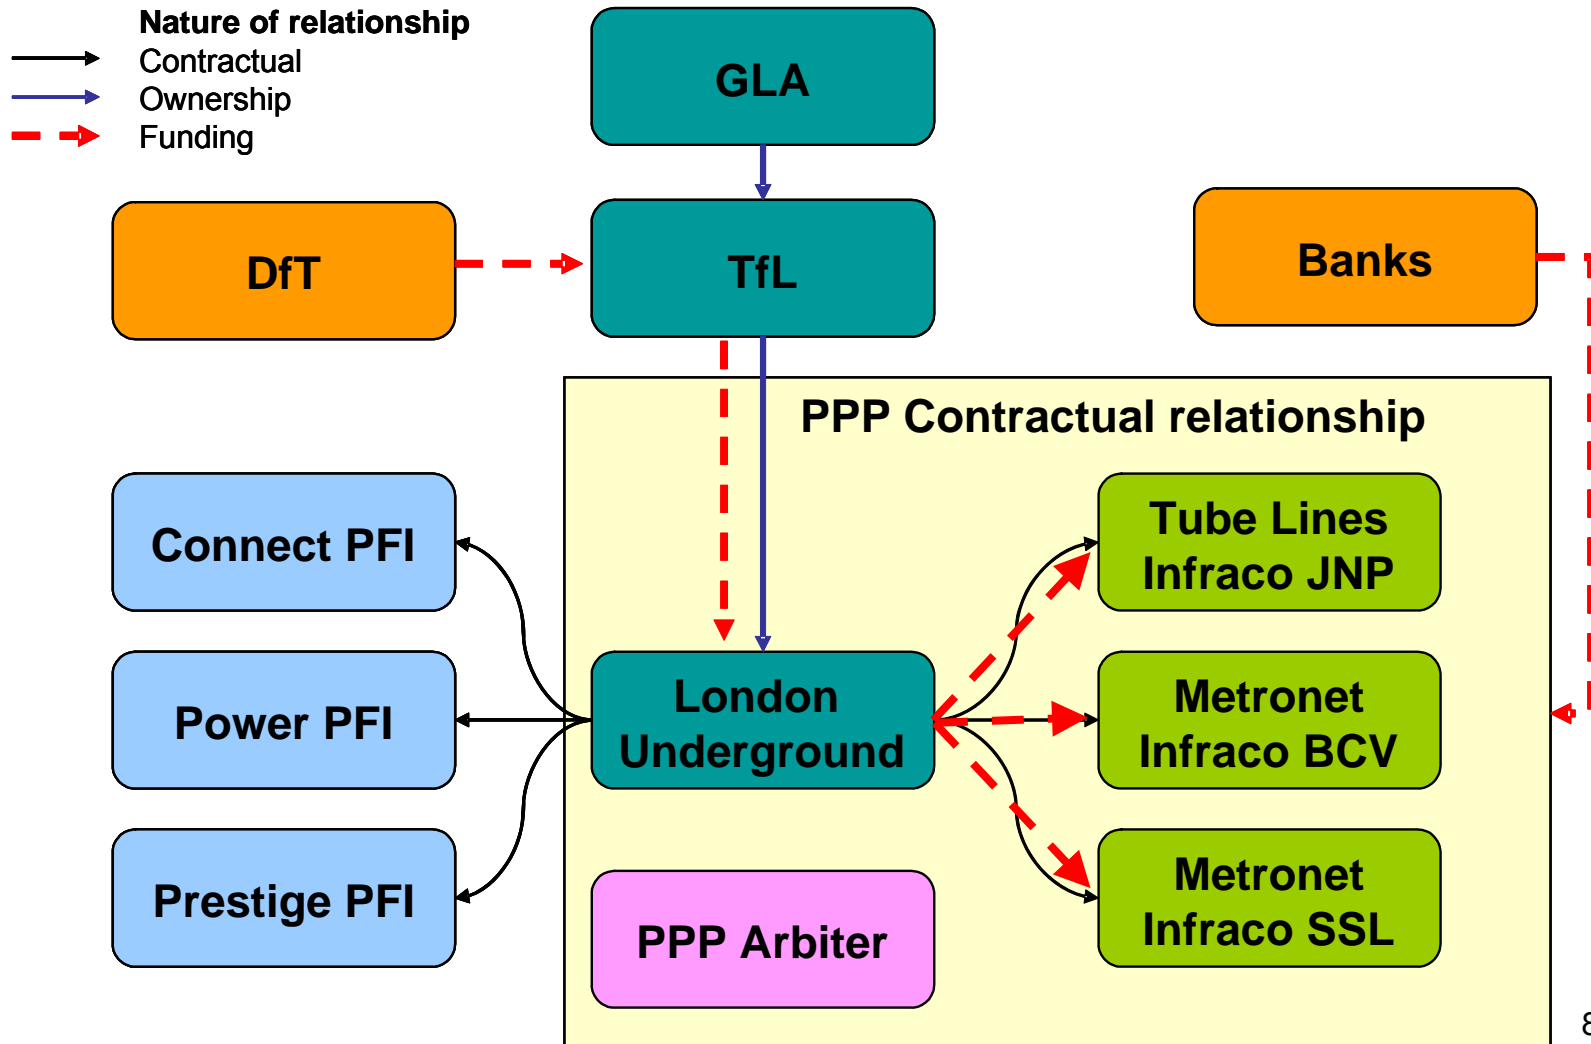 Nature of relationship
Contractual
Ownership
Funding
GLA
DfT
TfL
Banks
PPP Contractual relationship
Connect PFI
Tube Lines
Infraco JNP
Power PFI
London
Underground
Metronet
Infraco BCV
Prestige PFI
PPP Arbiter
Metronet
Infraco SSL
8